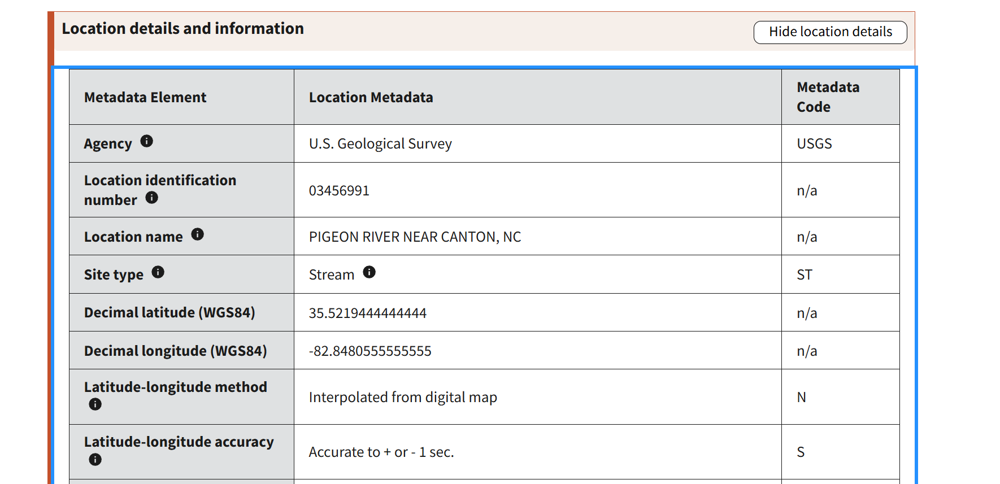 Location details and information
Hide location details
Metadata Element
Location Metadata
Metadata
Code
Agency
U.S. Geological Survey
USGS
Location identification
number
03456991
n/a
Location name
PIGEON RIVER NEAR CANTON, NC
n/a
Site type
Stream
ST
Decimal latitude (WGS84)
35.5219444444444
n/a
Decimal longitude (WGS84)
-82.8480555555555
n/a
Latitude-longitude method
Interpolated from digital map
N
Latitude-longitude accuracy
Accurate to + or - 1 sec.
S